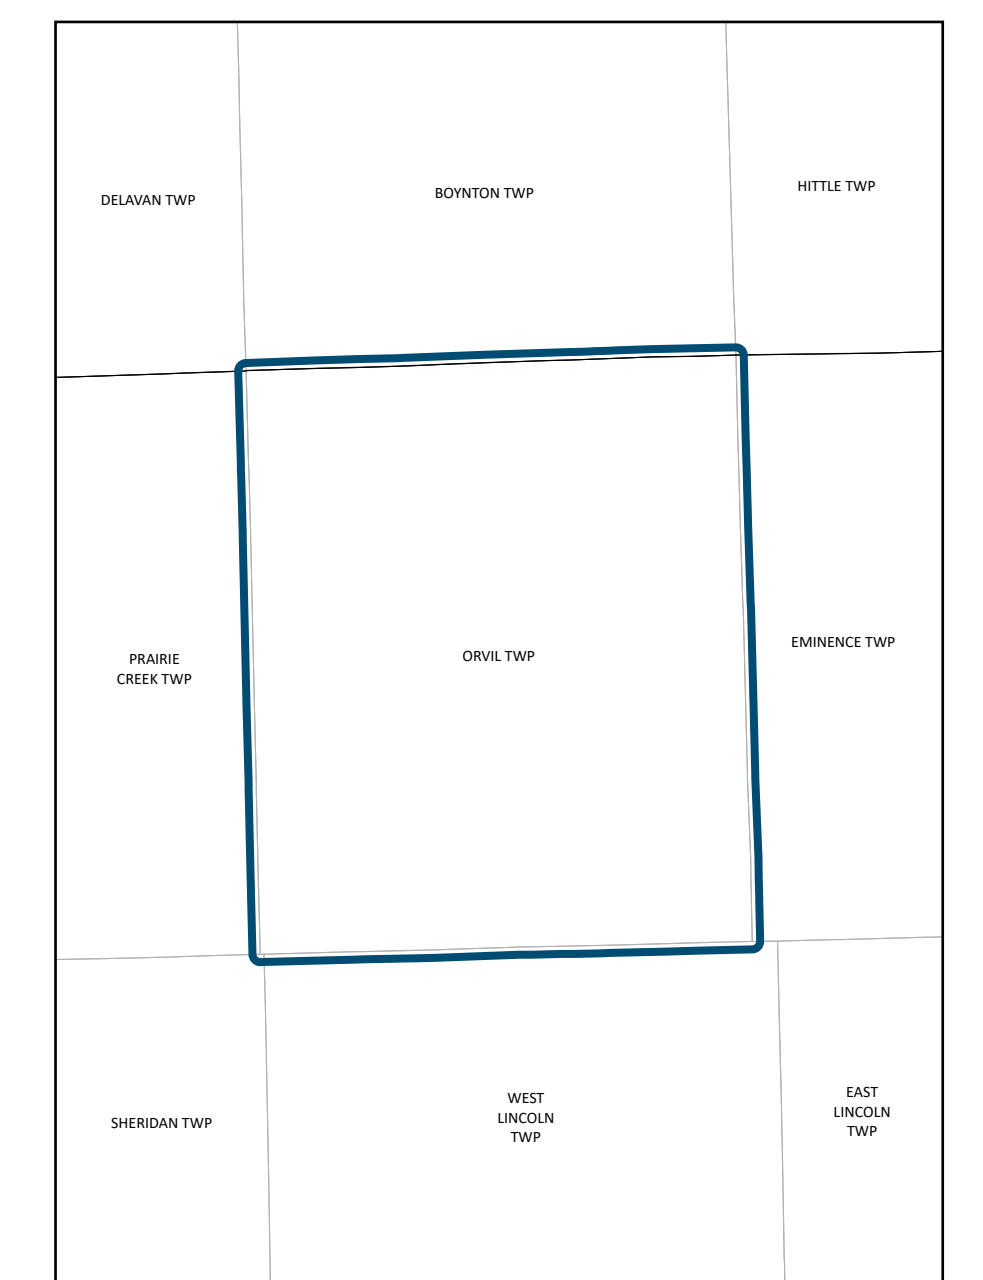 DELAVAN TWP
BOYNTON TWP
HITTLE TWP
PRAIRIE
CREEK TWP
ORVIL TWP
EMINENCE TWP
SHERIDAN TWP
WEST
LINCOLN
TWP
EAST
LINCOLN
TWP